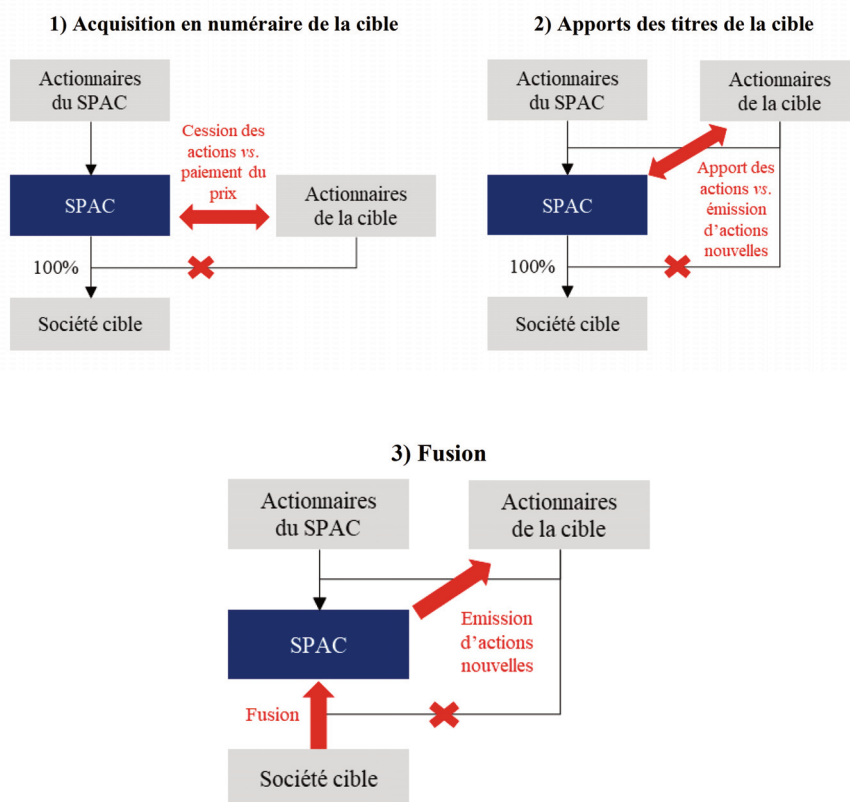 1) Acquisition en numéraire de la cible
Actionnaires
du SPAC
Cession des
actions vs.
paiement du
prix
SPAC
Actionnaires
de la cible
100%
Société cible
2) Apports des titres de la cible
Actionnaires
du SPAC
Actionnaires
de la cible
SPAC
Apport des
actions vs.
émission
d’actions
nouvelles
100%
Société cible
3) Fusion
Actionnaires
du SPAC
Actionnaires
de la cible
SPAC
Emission
d’actions
nouvelles
Fusion
Société cible